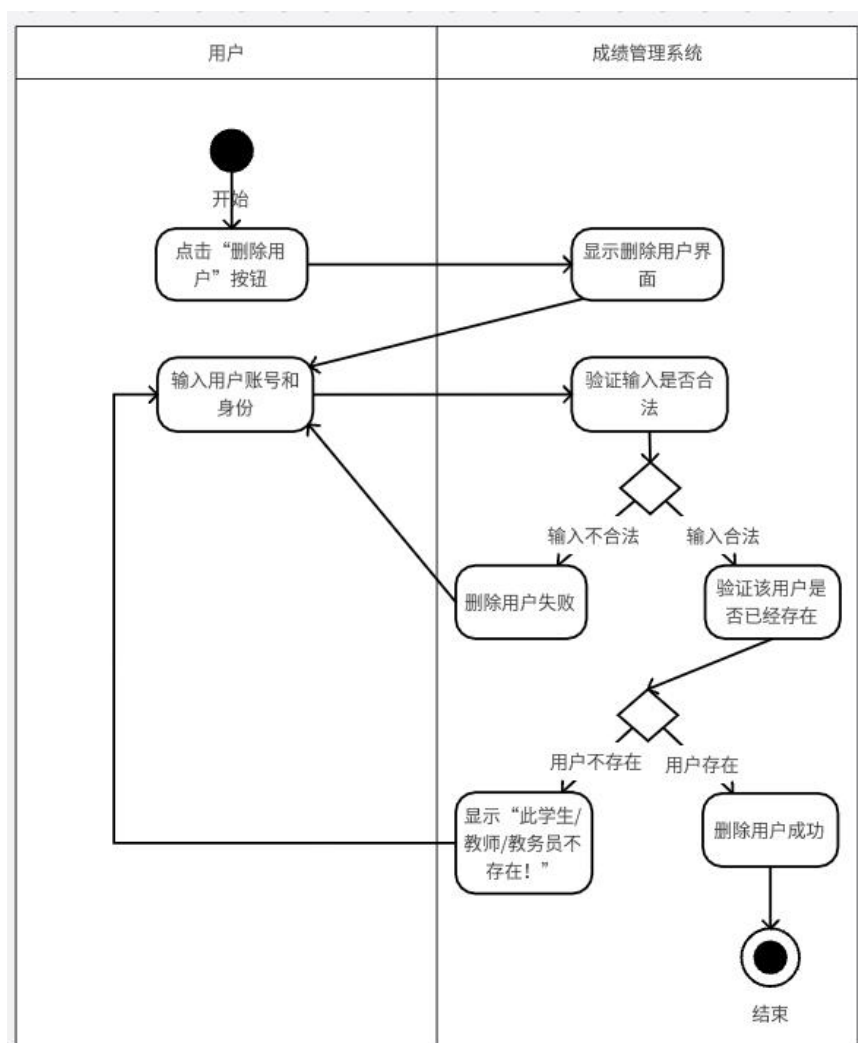 用户
成绩管理系统
开始
点击“删除用
户”按钮
显示删除用户界
面
输入用户账号和
身份
验证输入是否合
法
输入不合法
输入合法
删除用户失败
验证该用户是
否已经存在
用户不存在
用户存在
显示“此学生/
教师/教务员不
存在！”
删除用户成功
结束